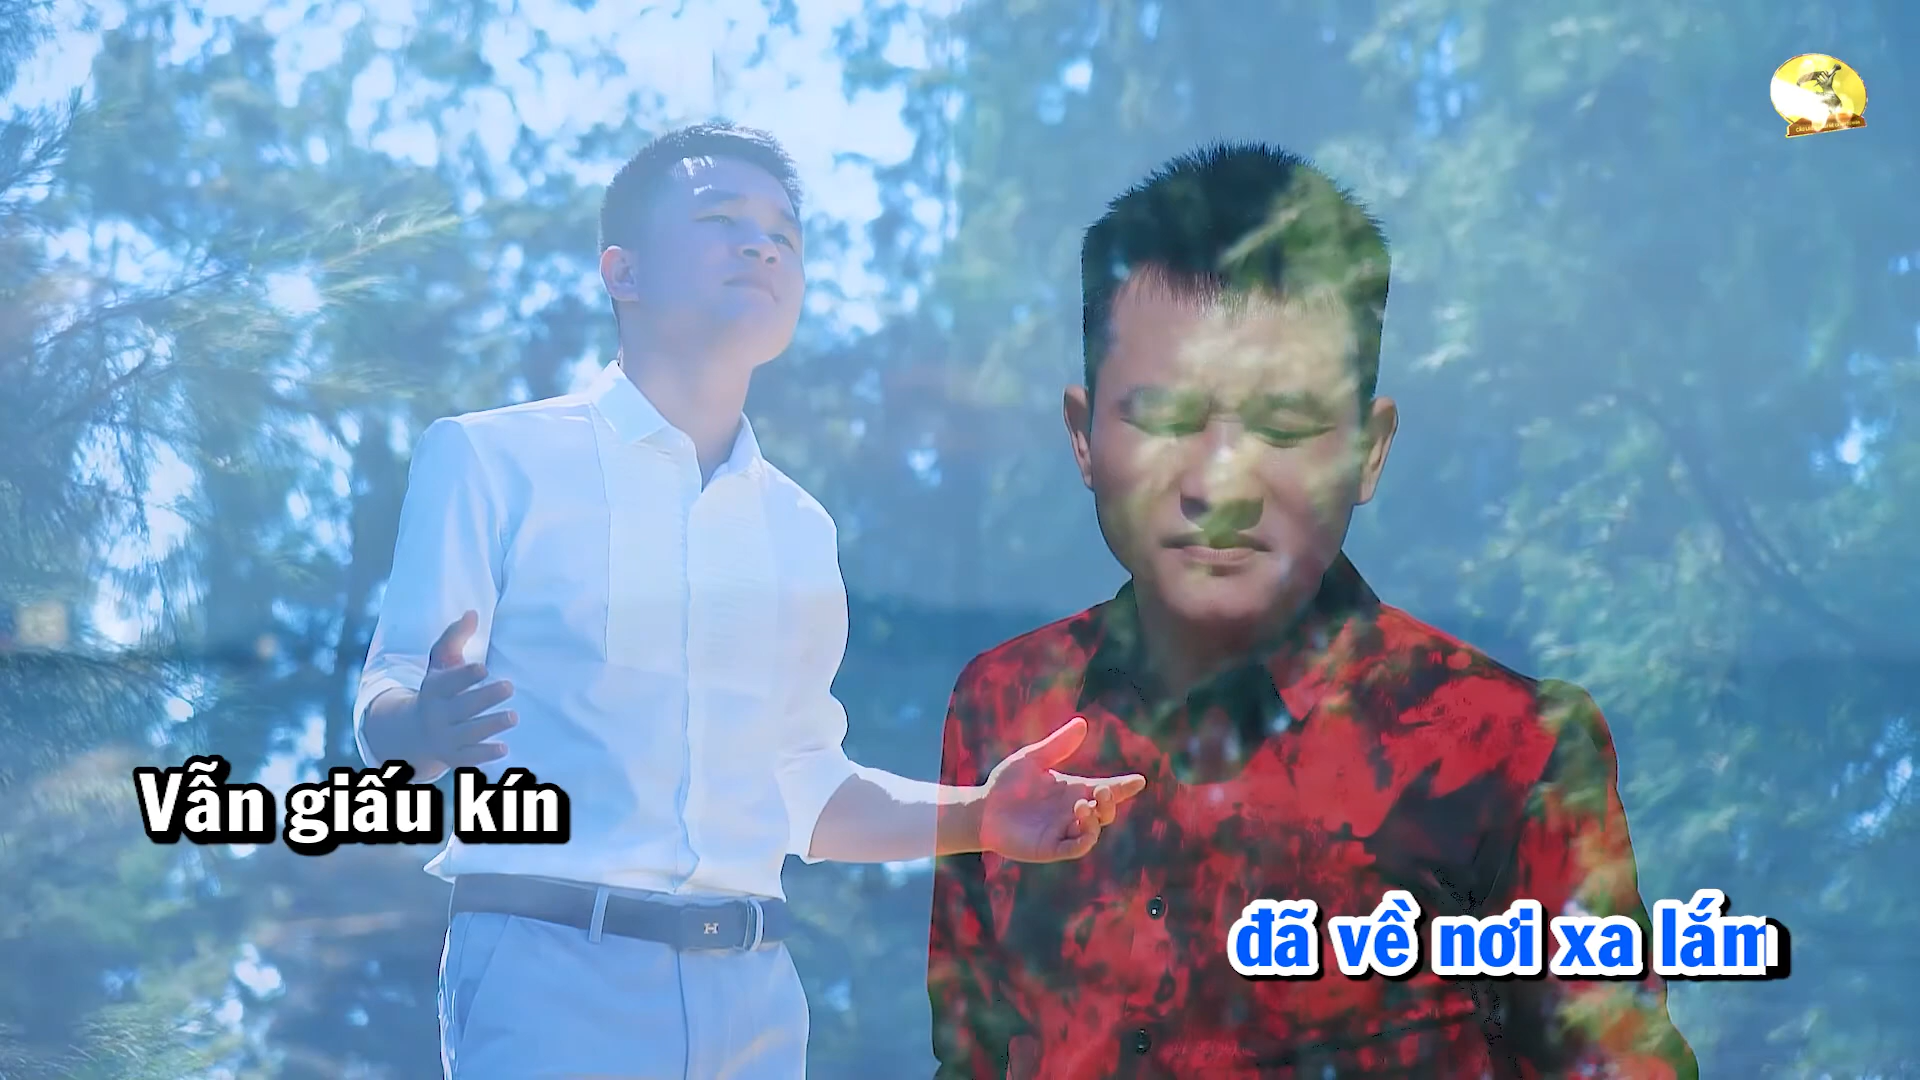 Vẫn giấu kín
đã về nơi xa lắm